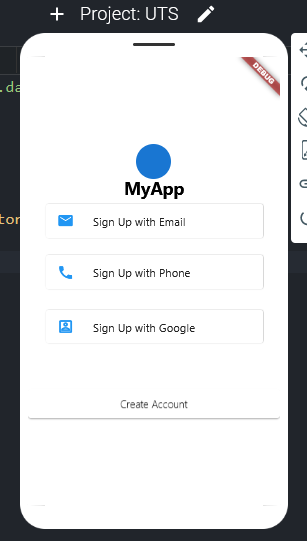 Project: UTS
DEBUG
.da
tor
MyApp
Sign Up with Email
Sign Up with Phone
Sign Up with Google
Create Account